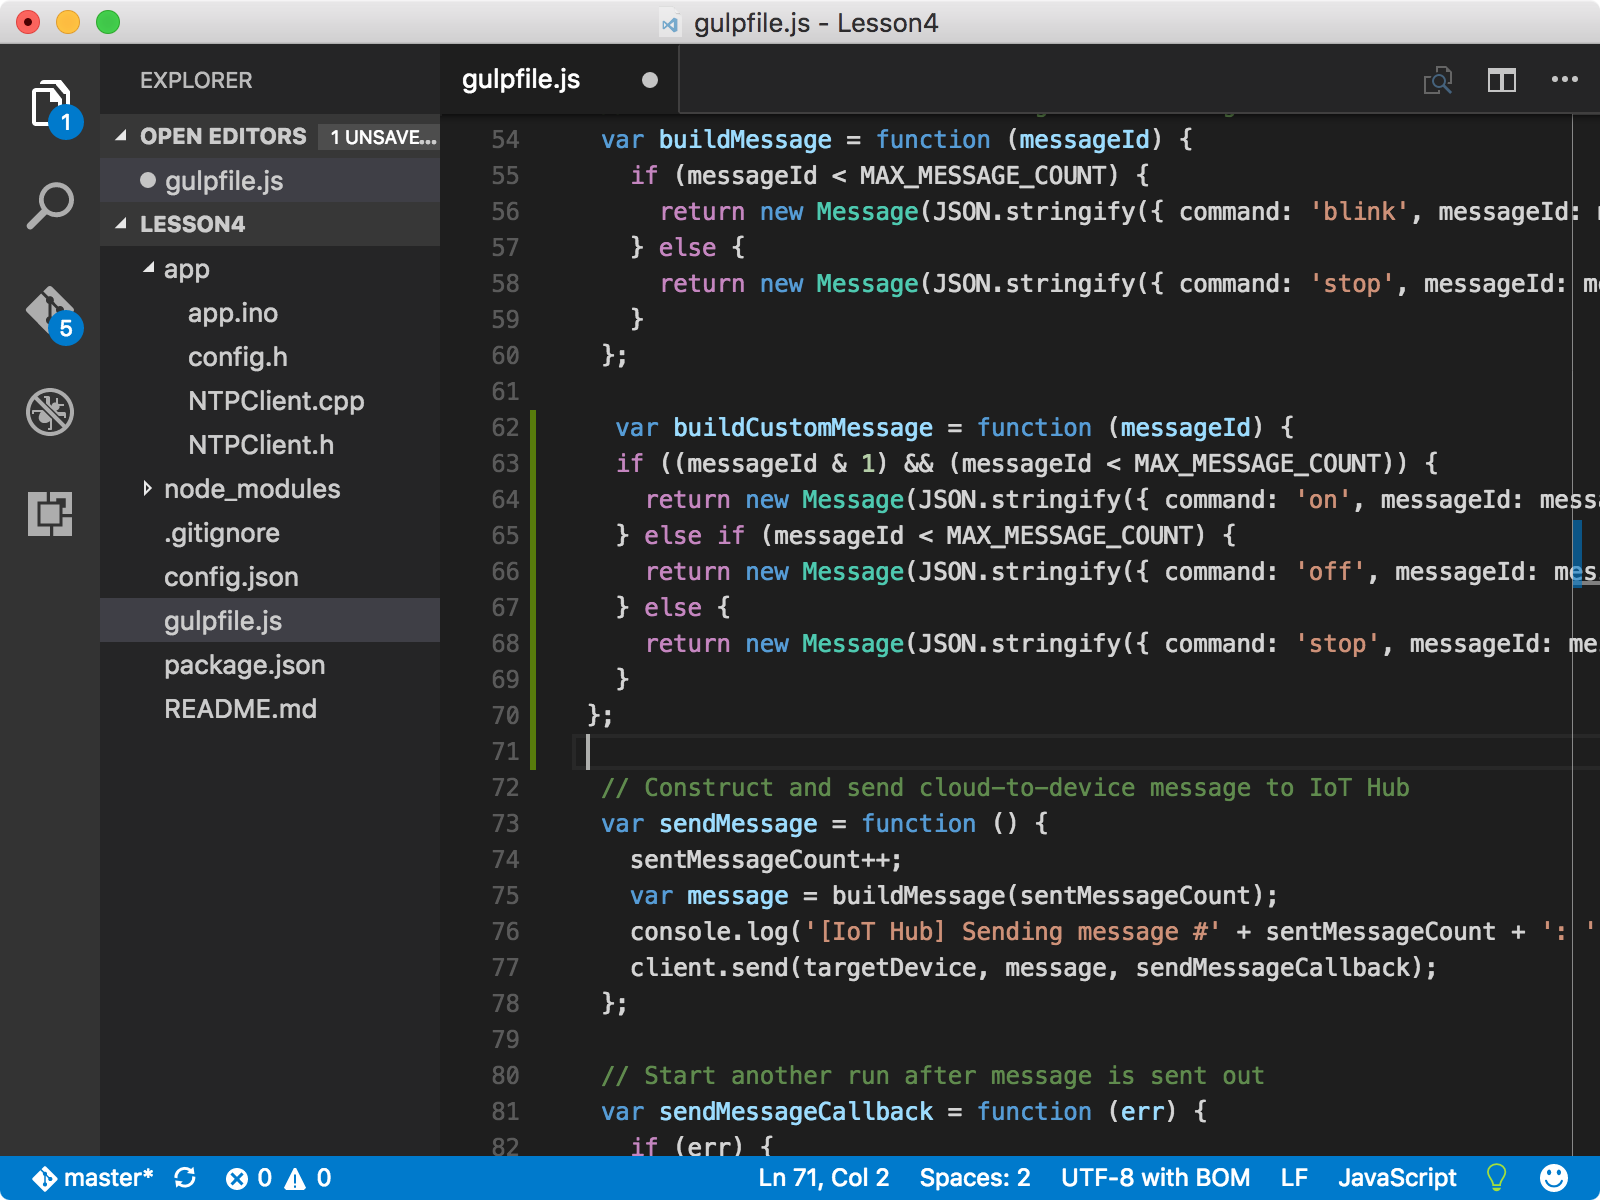 gulpfile.js - Lesson4
EXPLORER
1
OPEN EDITORS 1 UNSAVE...
gulpfile.js
LESSON4
app
app.ino
config.h
NTPClient.cpp
NTPClient.h
node_modules
.gitignore
config.json
gulpfile.js
package.json
README.md
5
gulpfile.js
54 var buildMessage = function (messageId) {
55 if (messageId < MAX_MESSAGE_COUNT) {
56 return new Message(JSON.stringify({ command: 'blink', messageId:
57 } else {
58 return new Message(JSON.stringify({ command: 'stop', messageId:
59 }
60 };
61
62 var buildCustomMessage = function (messageId) {
63 if ((messageId & 1) && (messageId < MAX_MESSAGE_COUNT)) {
64 return new Message(JSON.stringify({ command: 'on', messageId: messa
65 } else if (messageId < MAX_MESSAGE_COUNT) {
66 return new Message(JSON.stringify({ command: 'off', messageId: mes
67 } else {
68 return new Message(JSON.stringify({ command: 'stop', messageId: me
69 }
70 };
71
72 // Construct and send cloud-to-device message to IoT Hub
73 var sendMessage = function () {
74 sentMessageCount++;
75 var message = buildMessage(sentMessageCount);
76 console.log('[IoT Hub] Sending message #' + sentMessageCount + ': '
77 client.send(targetDevice, message, sendMessageCallback);
78 };
79
80 // Start another run after message is sent out
81 var sendMessageCallback = function (err) {
82 if (err) {
master* 0 0 Ln 71, Col 2 Spaces: 2 UTF-8 with BOM LF JavaScript